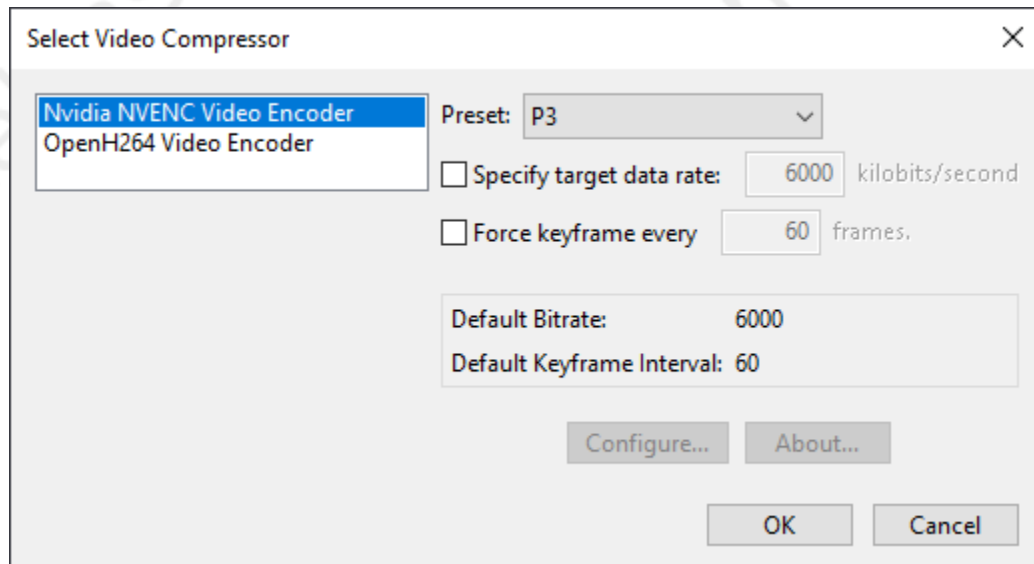 Select Video Compressor
Nvidia NVENC Video Encoder
OpenH264 Video Encoder
Preset: P3
Specify target data rate: 6000 kilobits/second
Force keyframe every 60 frames.
Default Bitrate: 6000
Default Keyframe Interval: 60
Configure... About...
OK Cancel